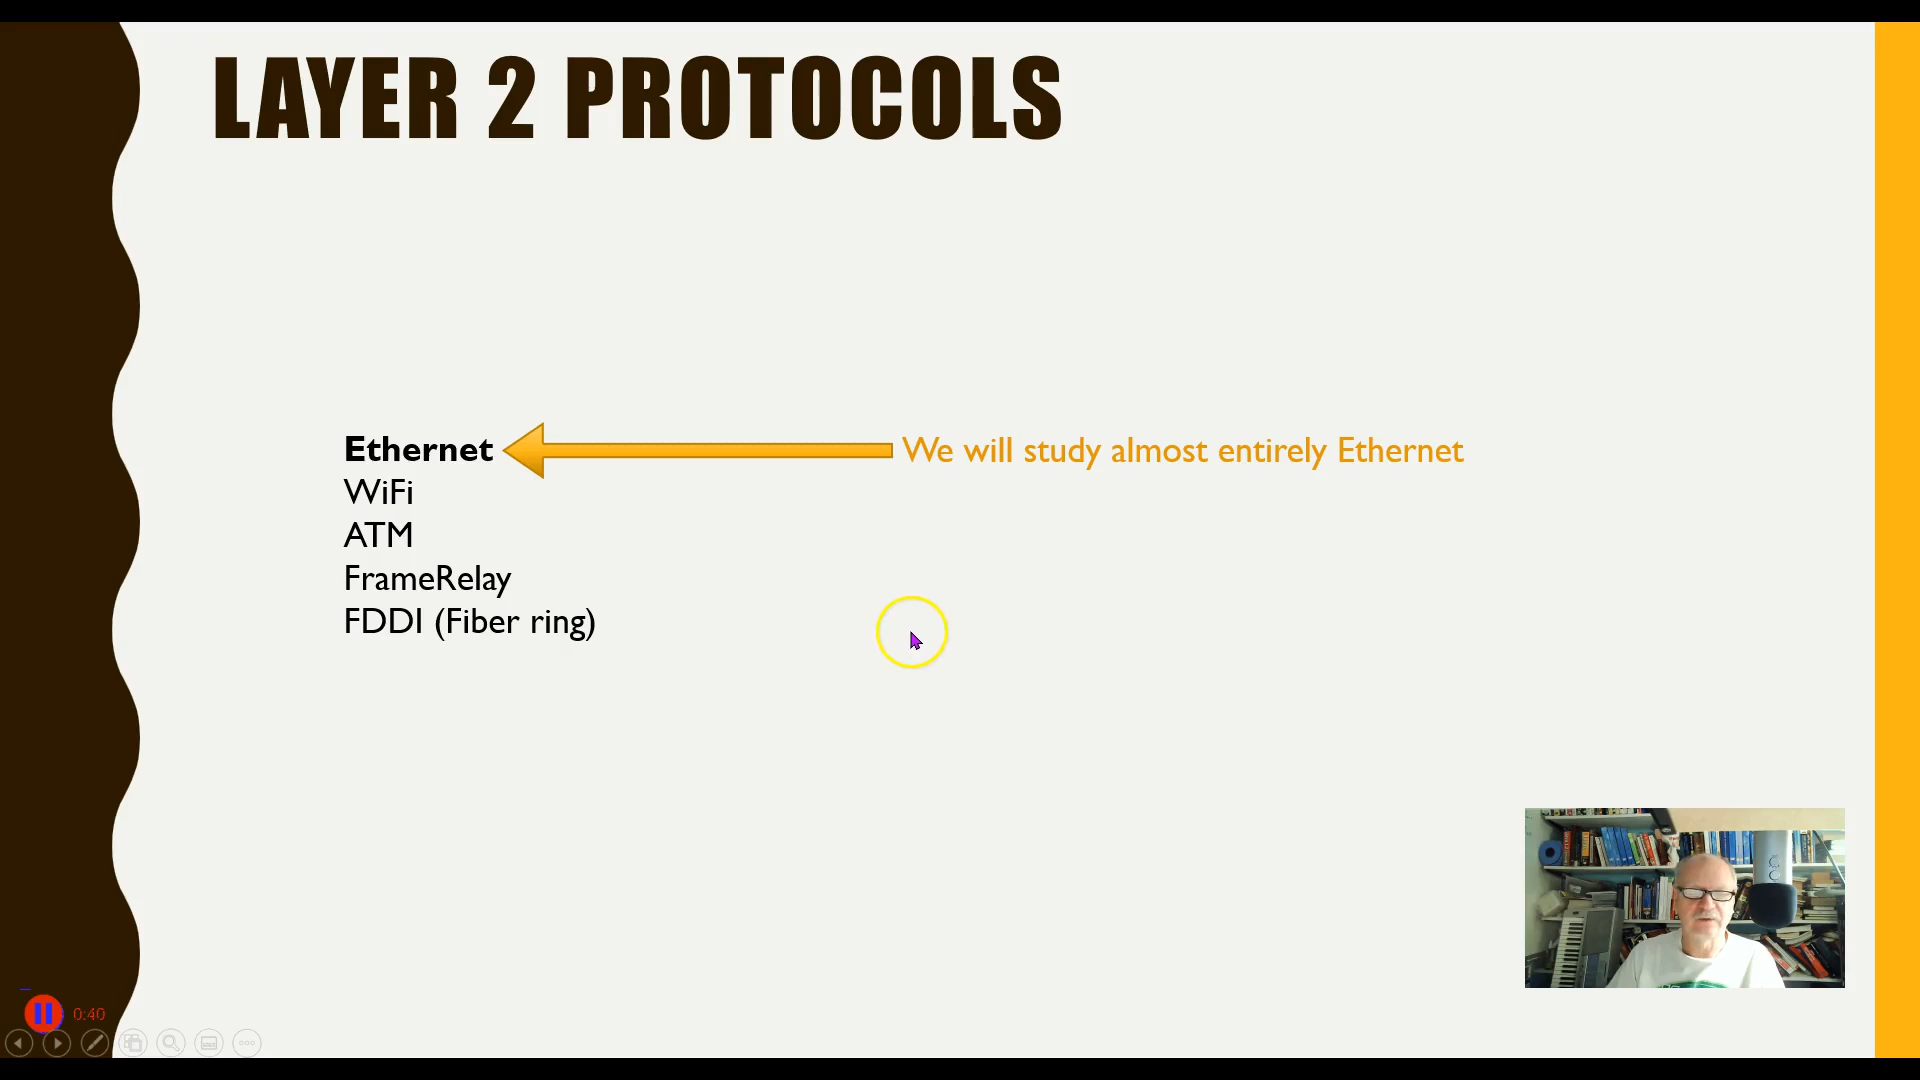 LAYER 2 PROTOCOLS
Ethernet
We will study almost entirely Ethernet
WiFi
ATM
FrameRelay
FDDI (Fiber ring)
0:40